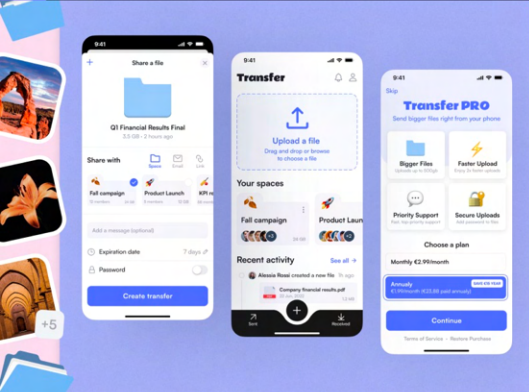 9:41
Share a file
Q1 Financial Results Final
3.5 GB • 2 hours ago
Share with
Space
Email
Link
Fall campaign
Product Launch
KPI re
Add a message (optional)
Expiration date
7 days
Password
Create transfer
+5
9:41
Transfer
Upload a file
Drag and drop or browse
to choose a file
Your spaces
Fall campaign
Product Laun
Recent activity
See all
Alessia Rossi created a new file
1h ago
Company financial results.pdf
Sent
Received
9:41
Skip
Transfer PRO
Send bigger files right from your phone
Bigger Files
Faster Upload
Priority Support
Secure Uploads
Choose a plan
Monthly €2.99/month
Annualy
Continue
Terms of Service • Restore Purchase